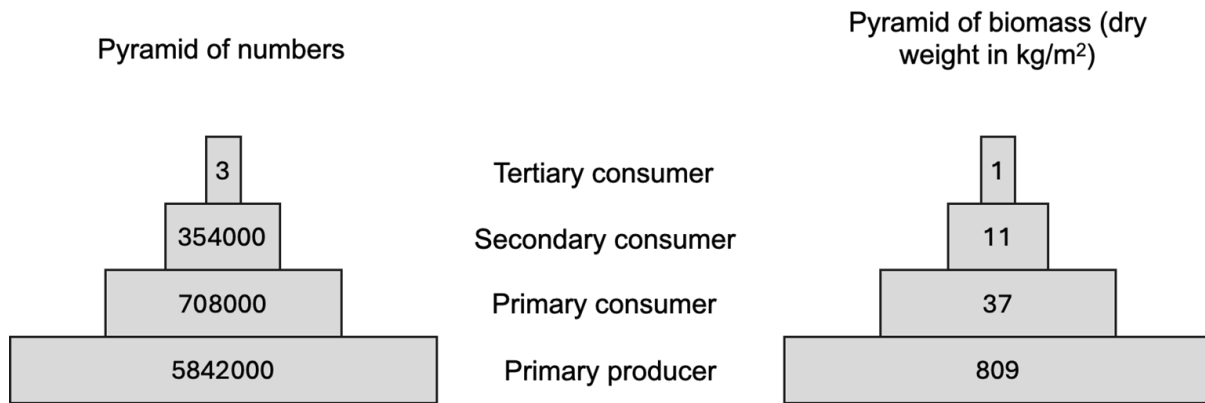 Pyramid of numbers
Pyramid of biomass (dry
weight in kg/m²)
3
Tertiary consumer
1
354000
Secondary consumer
11
708000
Primary consumer
37
5842000
Primary producer
809